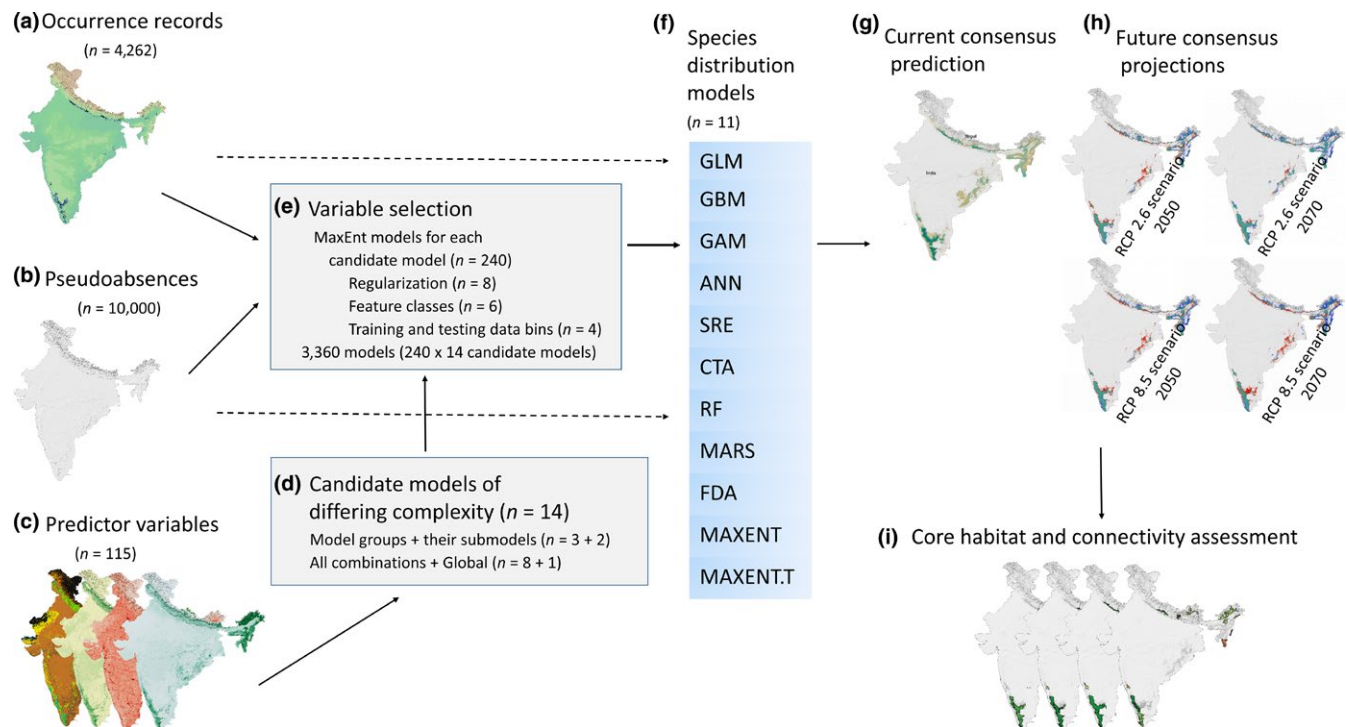 (a) Occurrence records
(n = 4,262)
(b) Pseudoabsences
(n = 10,000)
(c) Predictor variables
(n = 115)
(d) Candidate models of
differing complexity (n = 14)
Model groups + their submodels (n = 3 + 2)
All combinations + Global (n = 8 + 1)
(e) Variable selection
MaxEnt models for each
candidate model (n = 240)
Regularization (n = 8)
Feature classes (n = 6)
Training and testing data bins (n = 4)
3,360 models (240 x 14 candidate models)
(f)
Species
distribution
models
(n = 11)
GLM
GBM
GAM
ANN
SRE
CTA
RF
MARS
FDA
MAXENT
MAXENT.T
(g) Current consensus
prediction
Nepal
India
(h) Future consensus
projections
RCP 2.6 scenario
2050
RCP 2.6 scenario
2070
RCP 8.5 scenario
2050
RCP 8.5 scenario
2070
(i) Core habitat and connectivity assessment